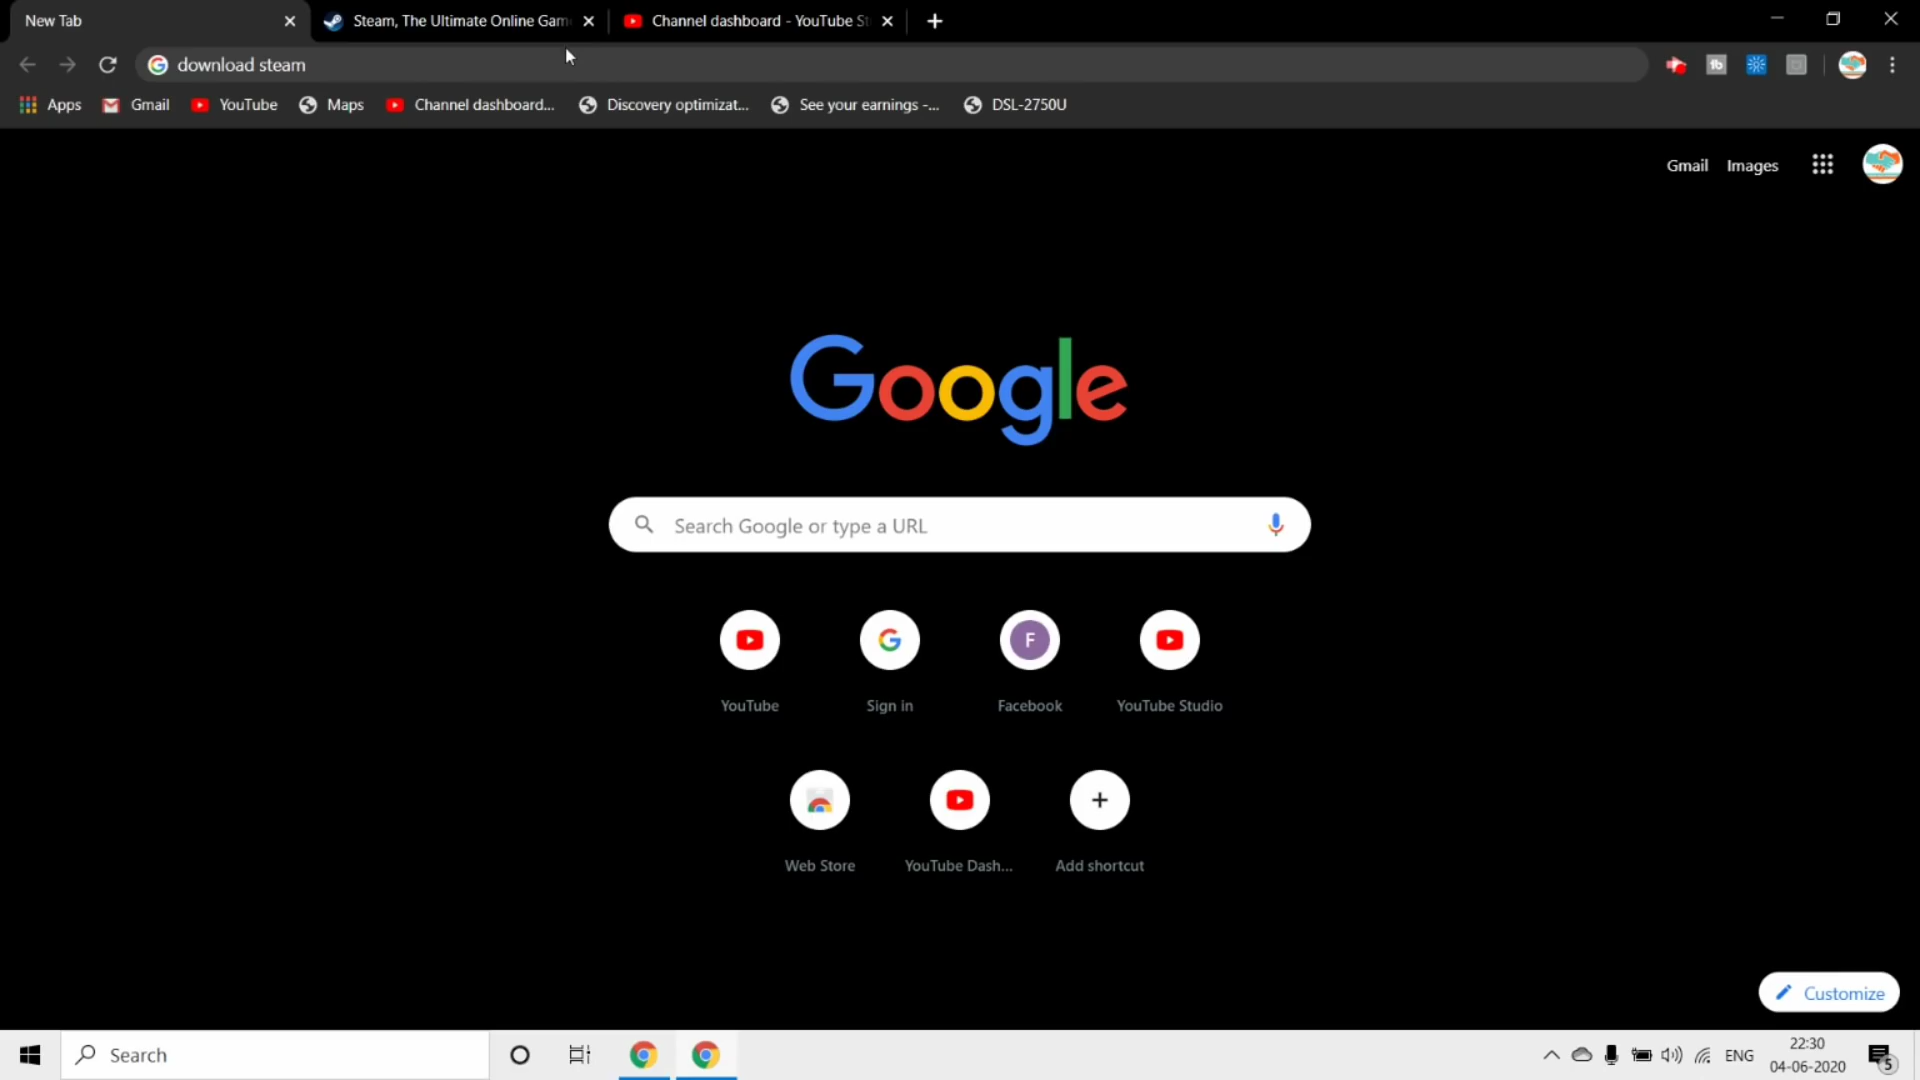 New Tab
Steam, The Ultimate Online Gam
Channel dashboard - YouTube St
download steam
Apps
Gmail
YouTube
Maps
Channel dashboard...
Discovery optimizat...
See your earnings -...
DSL-2750U
Gmail
Images
Google
Search Google or type a URL
YouTube
Sign in
F
Facebook
YouTube Studio
Web Store
YouTube Dash...
Add shortcut
Customize
Search
ENG
22:30
04-06-2020
5